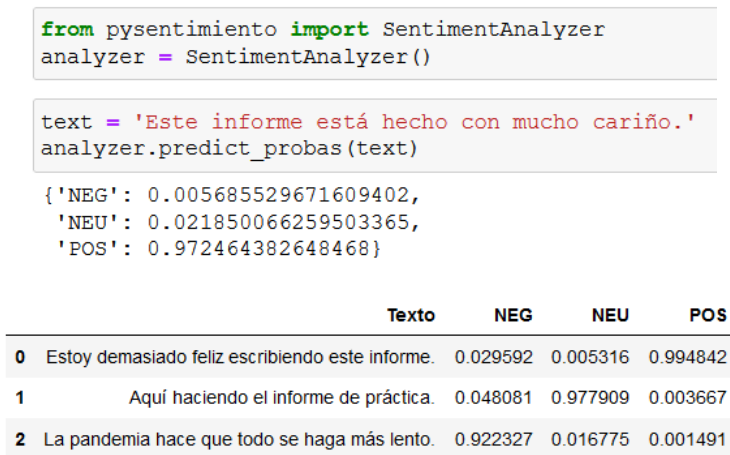 from pysentimiento import SentimentAnalyzer
analyzer = SentimentAnalyzer()
text = 'Este informe está hecho con mucho cariño.'
analyzer.predict_probas(text)
{'NEG': 0.005685529671609402,
'NEU': 0.021850066259503365,
'POS': 0.972464382648468}
Texto NEG NEU POS
0 Estoy demasiado feliz escribiendo este informe. 0.029592 0.005316 0.994842
1 Aquí haciendo el informe de práctica. 0.048081 0.977909 0.003667
2 La pandemia hace que todo se haga más lento. 0.922327 0.016775 0.001491